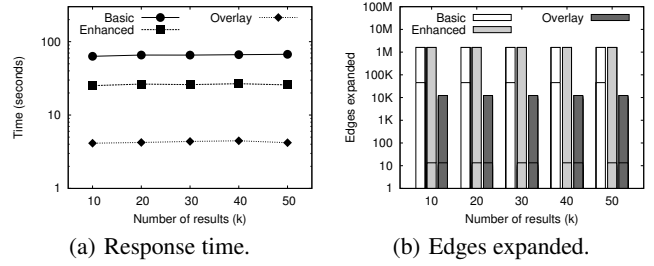 Basic
Enhanced
Overlay
100
10
1
Time (seconds)
10 20 30 40 50
Number of results (k)
(a) Response time.
Basic
Enhanced
Overlay
100M
10M
1M
100K
10K
1K
100
10
1
Edges expanded
10 20 30 40 50
Number of results (k)
(b) Edges expanded.